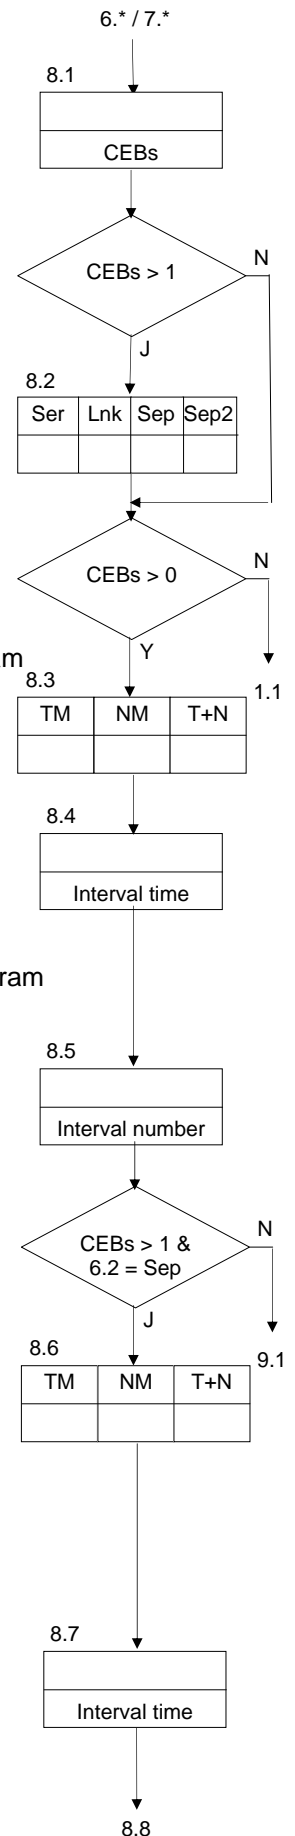 6.* / 7.*
8.1
CEBs
CEBs > 1
N
J
8.2
Ser Lnk Sep Sep2
CEBs > 0
N
Y
1.1
8.3
TM NM T+N
8.4
Interval time
ram
8.5
Interval number
CEBs > 1 &
6.2 = Sep
N
J
9.1
8.6
TM NM T+N
8.7
Interval time
8.8